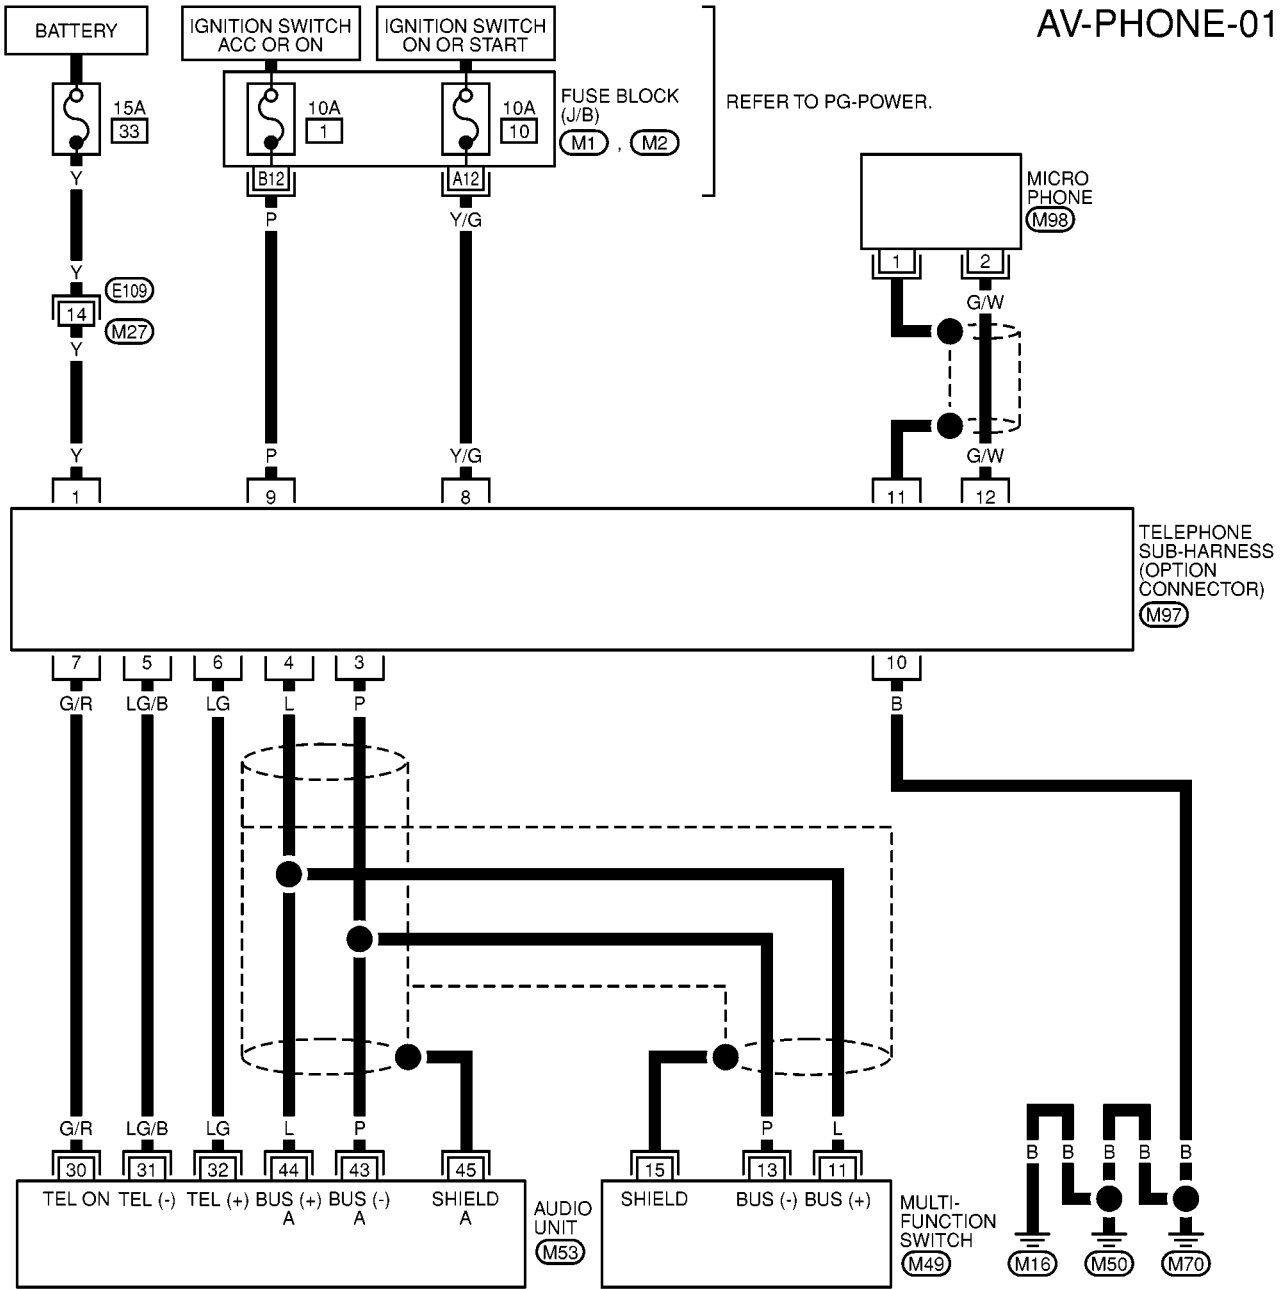 AV-PHONE-01
BATTERY
IGNITION SWITCH
ACC OR ON
IGNITION SWITCH
ON OR START
15A
33
10A
1
10A
10
FUSE BLOCK
(J/B)
M1 , M2
REFER TO PG-POWER.
B12
A12
Y
P
Y/G
MICRO
PHONE
M98
1
2
G/W
Y
E109
14
M27
Y
Y
P
Y/G
G/W
1
9
8
11
12
TELEPHONE
SUB-HARNESS
(OPTION
CONNECTOR)
M97
7
5
6
4
3
10
G/R
LG/B
LG
L
P
B
G/R
LG/B
LG
L
P
P
L
B
B
B
B
B
30
31
32
44
43
45
15
13
11
TEL ON
TEL (-)
TEL (+)
BUS (+)
A
BUS (-)
A
SHIELD
A
AUDIO
UNIT
M53
SHIELD
BUS (-)
BUS (+)
MULTI-
FUNCTION
SWITCH
M49
M16
M50
M70